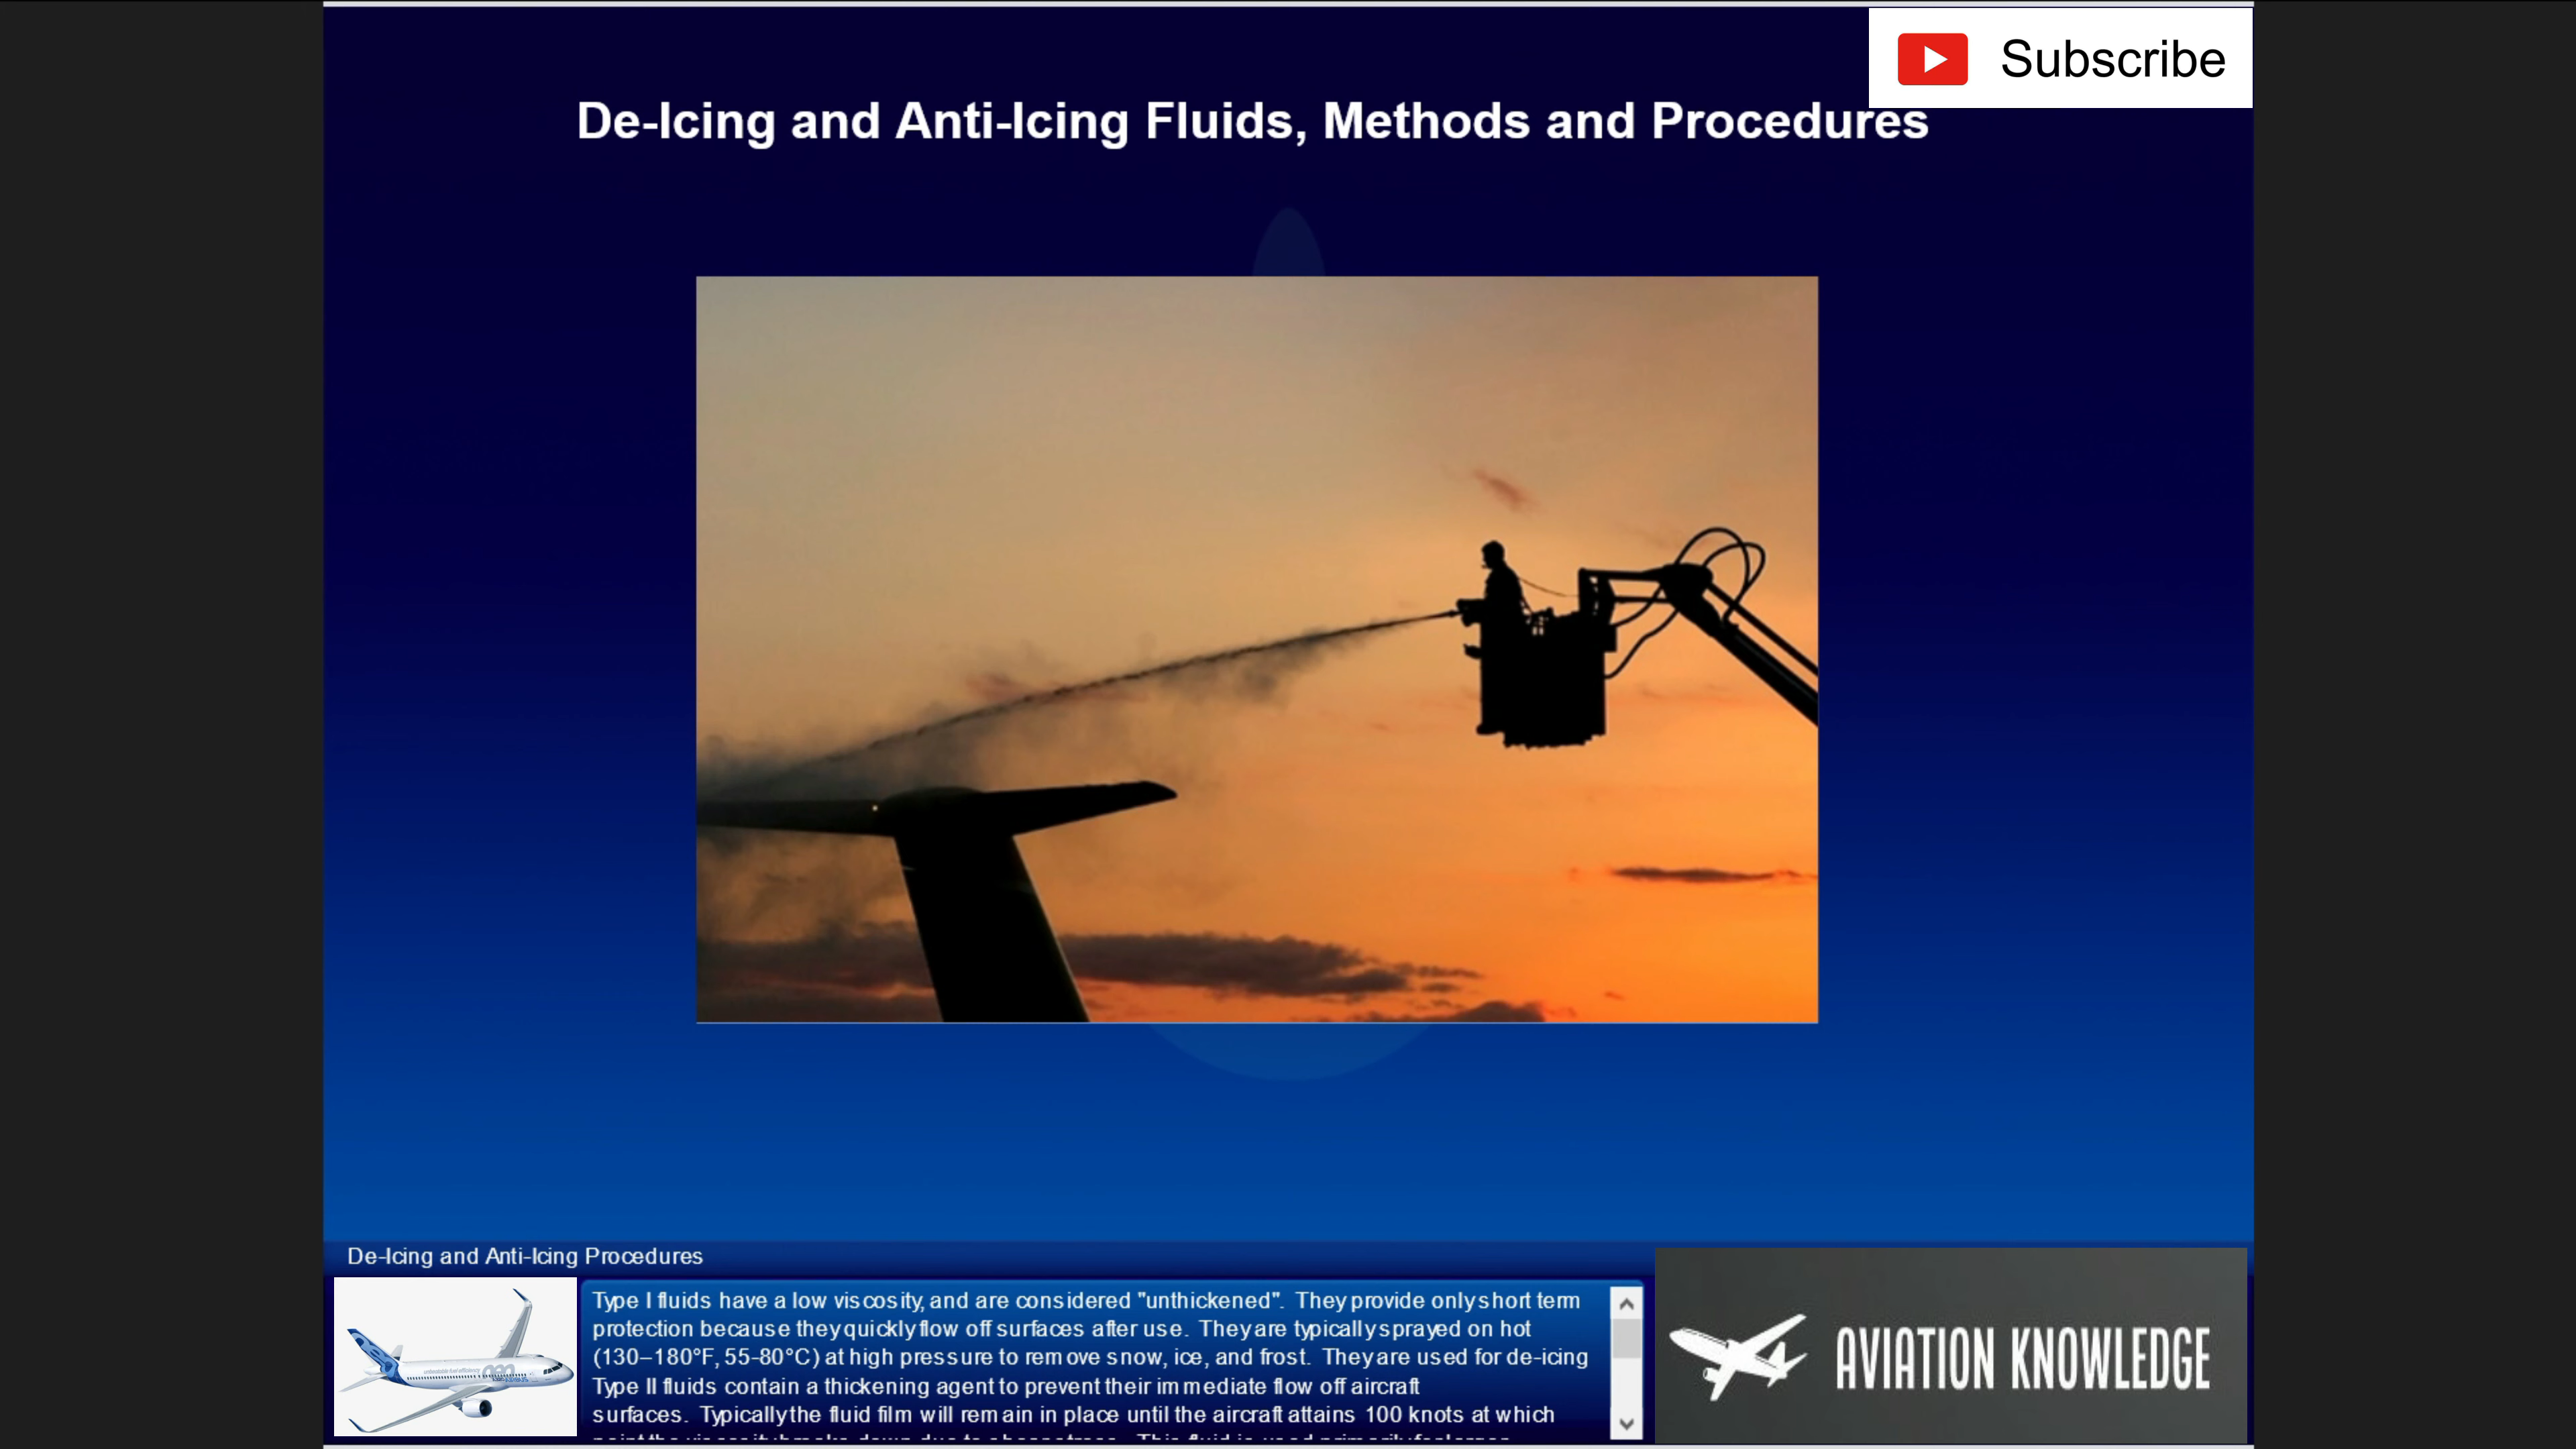 Subscribe
De-Icing and Anti-Icing Fluids, Methods and Procedures
De-Icing and Anti-Icing Procedures
Type I fluids have a low viscosity, and are considered "unthickened". They provide only short term
protection because they quickly flow off surfaces after use. They are typically sprayed on hot
(130–180°F, 55-80°C) at high pressure to remove snow, ice, and frost. They are used for de-icing
Type II fluids contain a thickening agent to prevent their immediate flow off aircraft
surfaces. Typically the fluid film will remain in place until the aircraft attains 100 knots at which
neo
AVIATION KNOWLEDGE